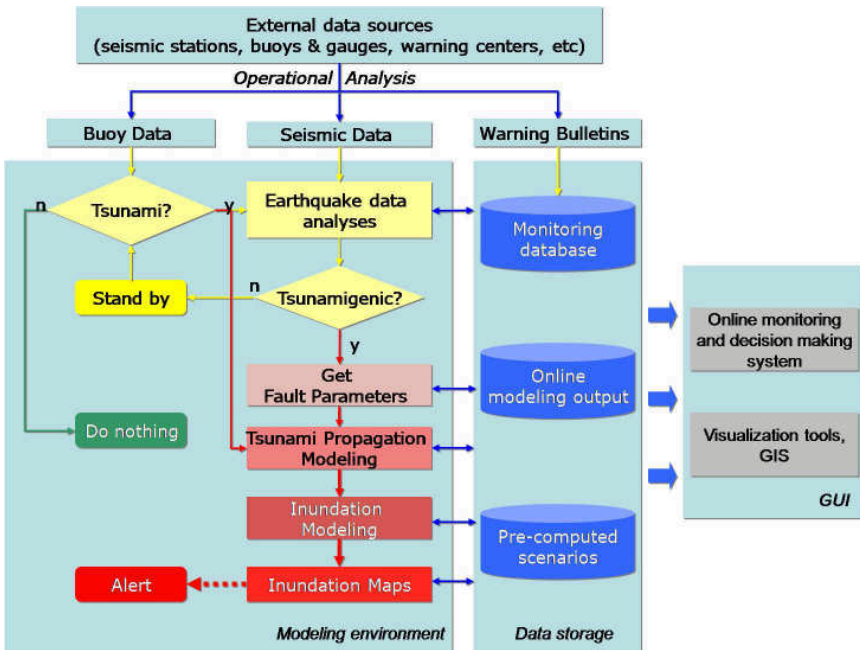 External data sources
(seismic stations, buoys & gauges, warning centers, etc)
Operational Analysis
Buoy Data
Seismic Data
Warning Bulletins
n
Tsunami?
y
Earthquake data
analyses
Monitoring
database
Stand by
n
Tsunamigenic?
y
Online monitoring
and decision making
system
Get
Fault Parameters
Online
modeling output
Do nothing
Tsunami Propagation
Modeling
Visualization tools,
GIS
GUI
Inundation
Modeling
Pre-computed
scenarios
Alert
Inundation Maps
Modeling environment
Data storage